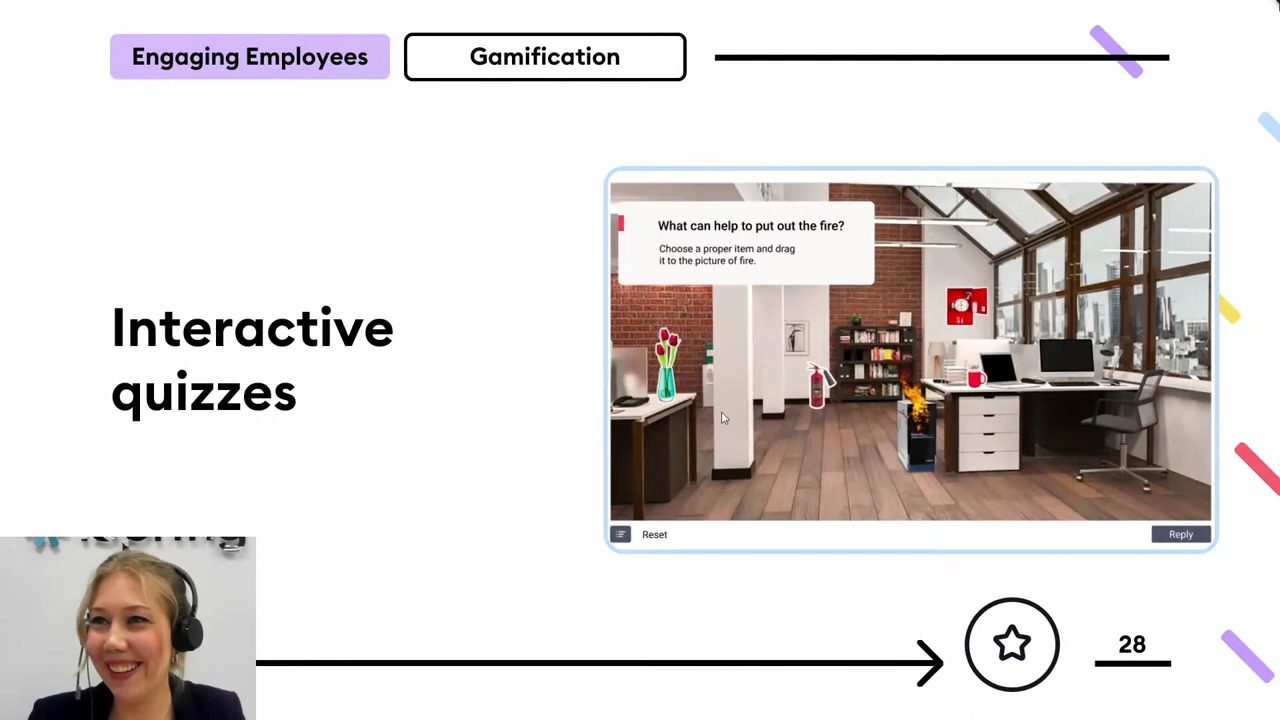 Engaging Employees
Gamification
What can help to put out the fire?
Choose a proper item and drag
it to the picture of fire.
Interactive
quizzes
Reset
Reply
28